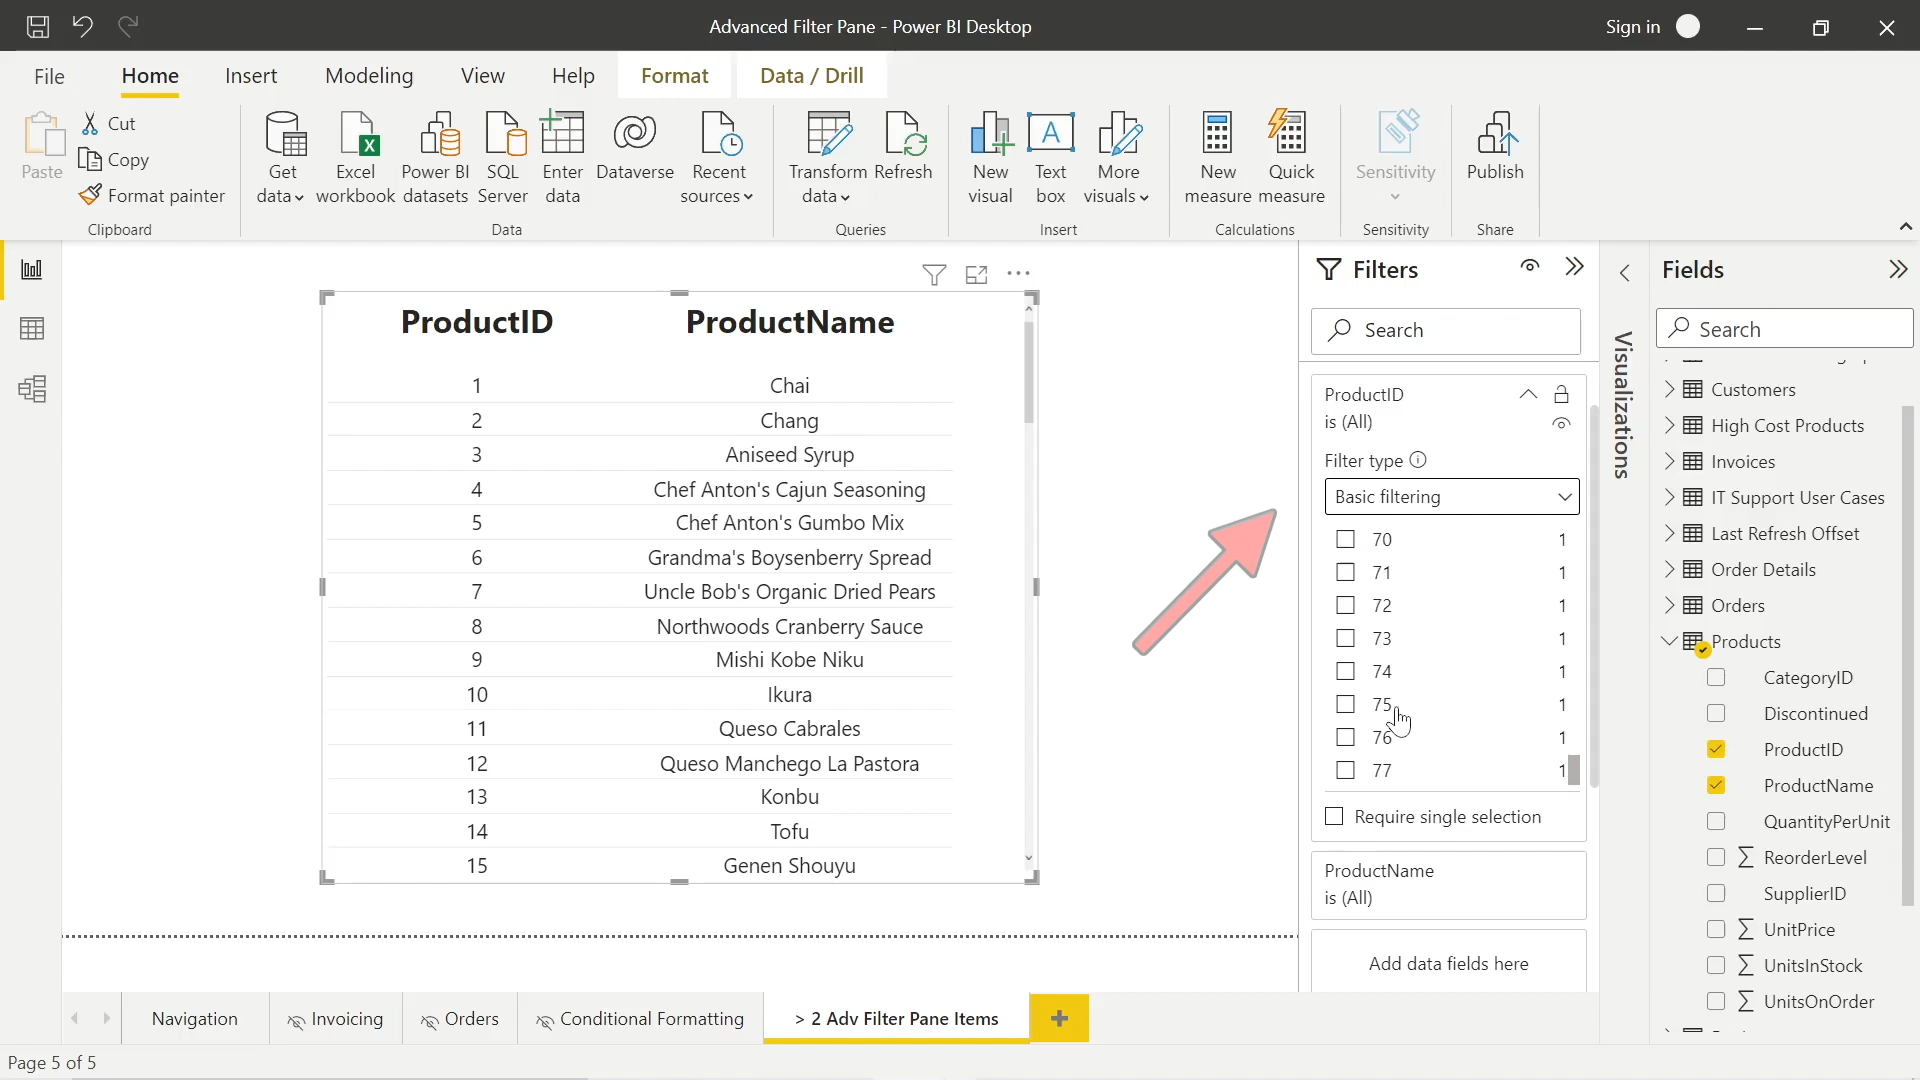 Advanced Filter Pane - Power BI Desktop
Sign in
File
Home
Insert
Modeling
View
Help
Format
Data / Drill
Paste
Cut
Copy
Format painter
Clipboard
Get data
Excel workbook
Power BI datasets
SQL Server
Enter data
Dataverse
Recent sources
Data
Transform data
Refresh
Queries
New visual
A
Text box
More visuals
Insert
New measure
Quick measure
Calculations
Sensitivity
Sensitivity
Publish
Share
ProductID ProductName
1 Chai
2 Chang
3 Aniseed Syrup
4 Chef Anton's Cajun Seasoning
5 Chef Anton's Gumbo Mix
6 Grandma's Boysenberry Spread
7 Uncle Bob's Organic Dried Pears
8 Northwoods Cranberry Sauce
9 Mishi Kobe Niku
10 Ikura
11 Queso Cabrales
12 Queso Manchego La Pastora
13 Konbu
14 Tofu
15 Genen Shouyu
Filters
Search
ProductID
is (All)
Filter type
Basic filtering
70 1
71 1
72 1
73 1
74 1
75 1
76 1
77 1
Require single selection
ProductName
is (All)
Add data fields here
Visualizations
Fields
Search
Customers
High Cost Products
Invoices
IT Support User Cases
Last Refresh Offset
Order Details
Orders
Products
CategoryID
Discontinued
ProductID
ProductName
QuantityPerUnit
Σ ReorderLevel
SupplierID
Σ UnitPrice
Σ UnitsInStock
Σ UnitsOnOrder
Navigation
Invoicing
Orders
Conditional Formatting
> 2 Adv Filter Pane Items
Page 5 of 5